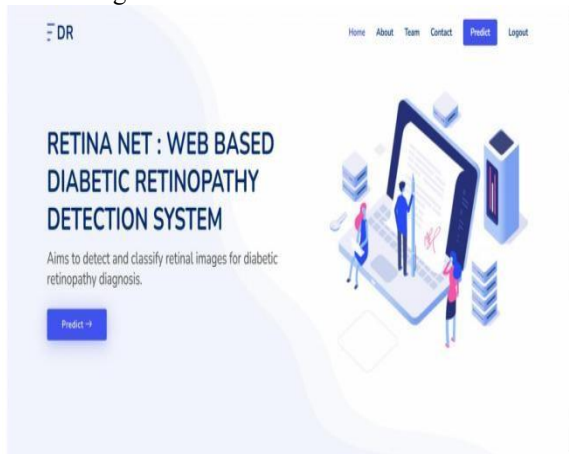 DR
Home About Team Contact Predict Logout
RETINA NET : WEB BASED
DIABETIC RETINOPATHY
DETECTION SYSTEM
Aims to detect and classify retinal images for diabetic
retinopathy diagnosis.
Predict →